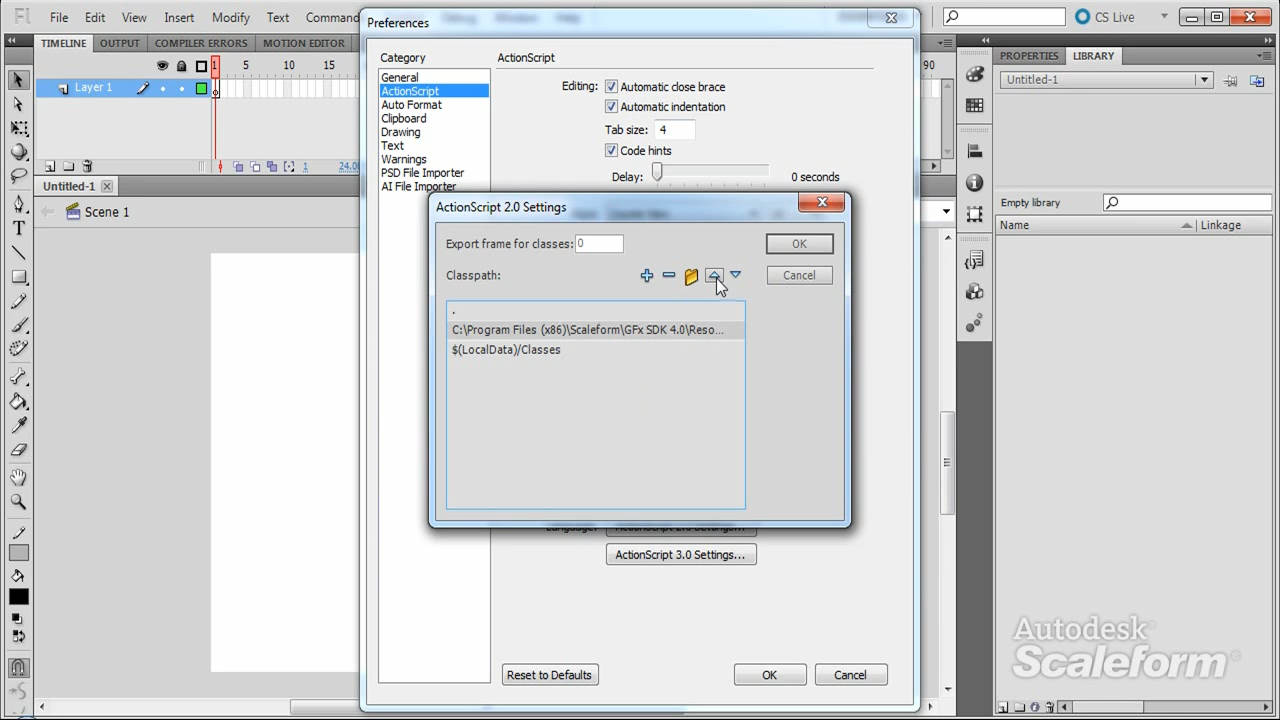 Fl
File
Edit
View
Insert
Modify
Text
Preferences
CS Live
TIMELINE
OUTPUT
COMPILER ERRORS
MOTION EDITOR
1
5
10
15
90
Layer 1
1
24.00
Untitled-1
Scene 1
Category
General
ActionScript
Auto Format
Clipboard
Drawing
Text
Warnings
PSD File Importer
AI File Importer
ActionScript
Editing:
Automatic close brace
Automatic indentation
Tab size: 4
Code hints
Delay: 0 seconds
ActionScript 2.0 Settings
Export frame for classes: 0
OK
Classpath:
Cancel
.
C:\Program Files (x86)\Scaleform\GFx SDK 4.0\Reso...
$(LocalData)/Classes
ActionScript 3.0 Settings...
Reset to Defaults
OK
Cancel
PROPERTIES
LIBRARY
Untitled-1
Empty library
Name
Linkage
Autodesk
Scaleform